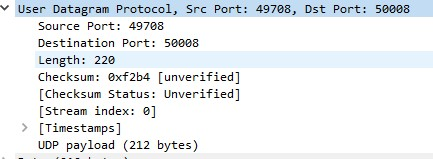 User Datagram Protocol, Src Port: 49708, Dst Port: 50008
Source Port: 49708
Destination Port: 50008
Length: 220
Checksum: 0xf2b4 [unverified]
[Checksum Status: Unverified]
[Stream index: 0]
[Timestamps]
UDP payload (212 bytes)